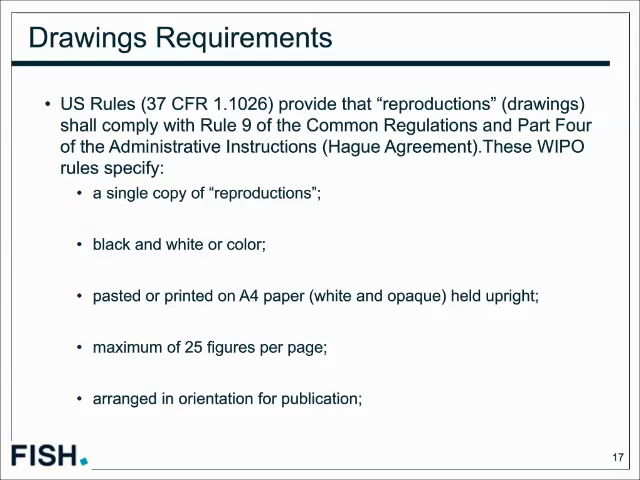 Drawings Requirements
• US Rules (37 CFR 1.1026) provide that “reproductions” (drawings)
shall comply with Rule 9 of the Common Regulations and Part Four
of the Administrative Instructions (Hague Agreement).These WIPO
rules specify:
• a single copy of “reproductions”;
• black and white or color;
• pasted or printed on A4 paper (white and opaque) held upright;
• maximum of 25 figures per page;
• arranged in orientation for publication;
FISH.
17